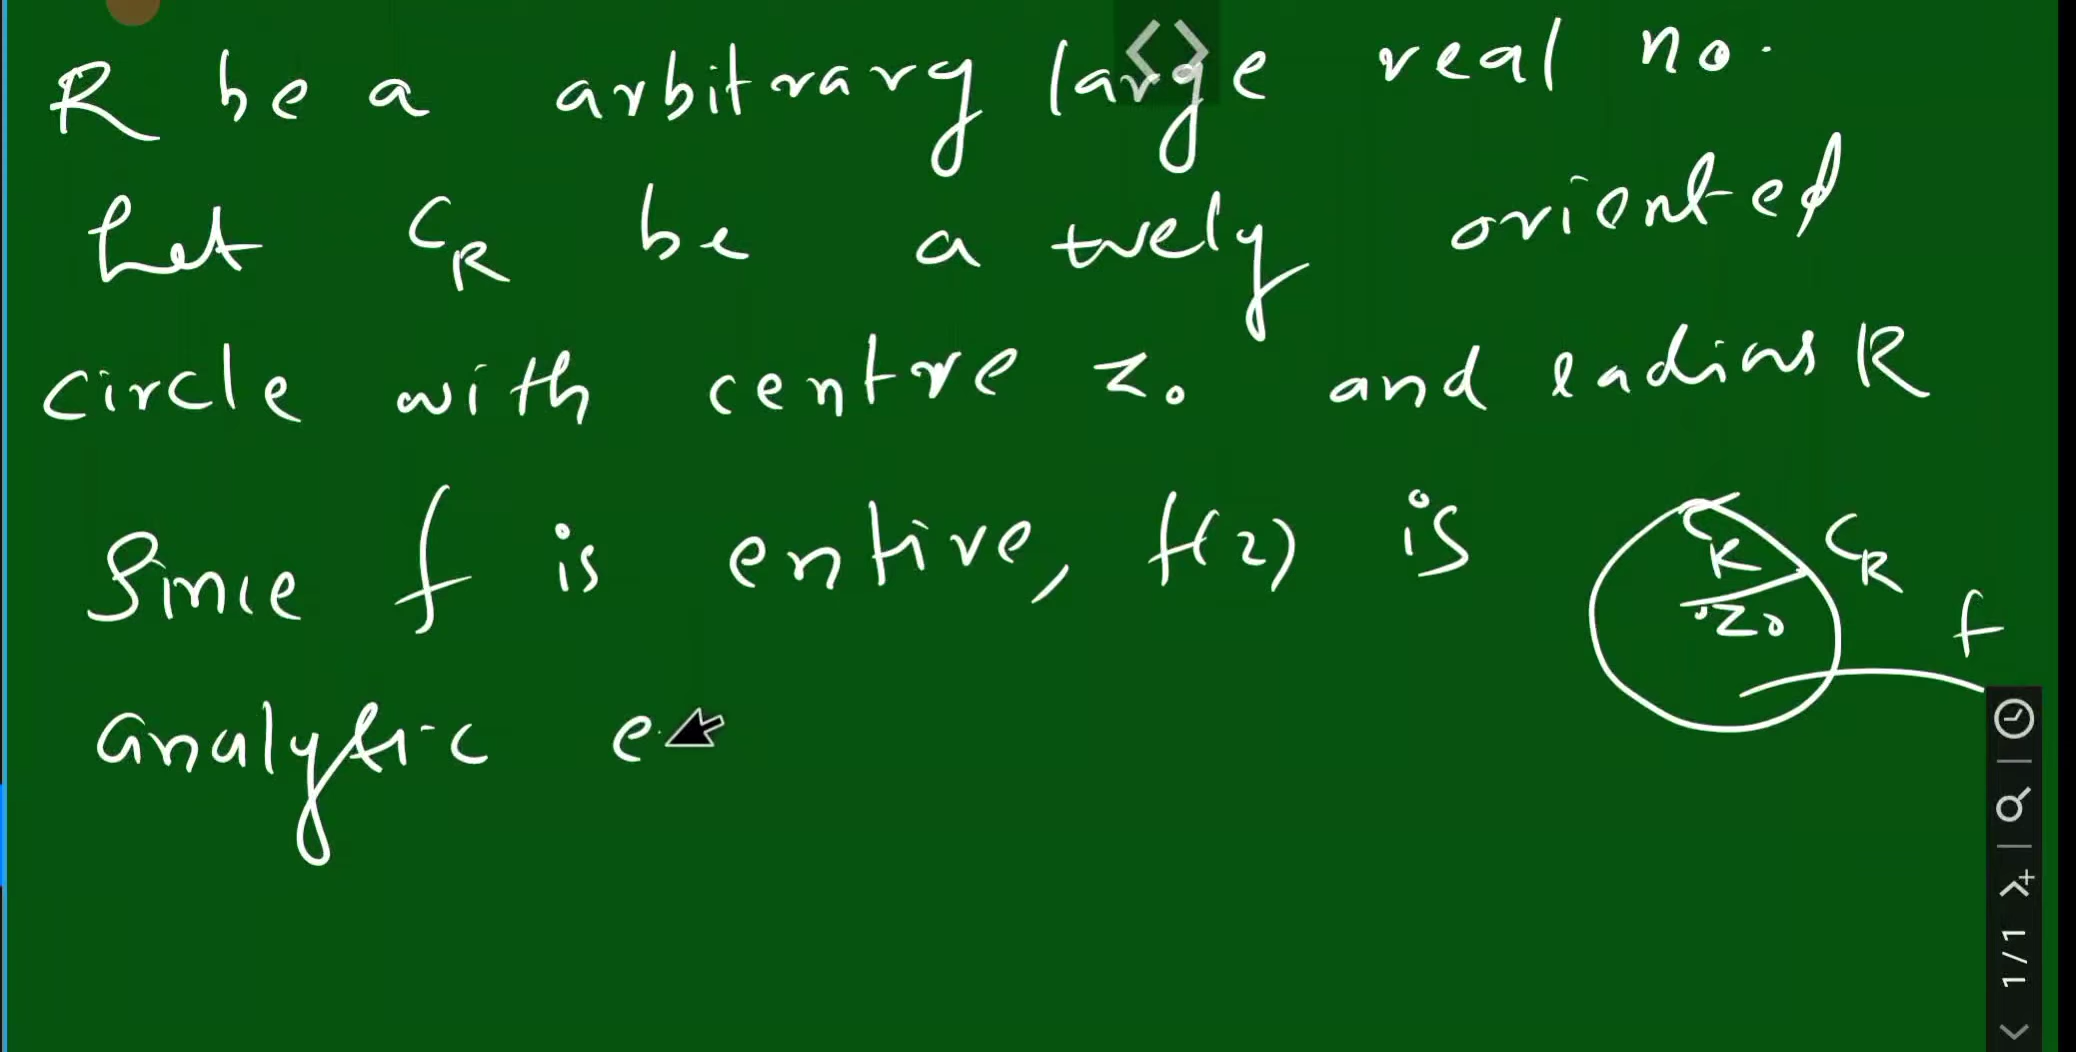 R be a arbitrary large real no.
Let C_R be a +vely oriented
circle with centre z₀ and radius R
Since f is entire, f(z) is
analytic e
C_R
R
z₀
f
1/1